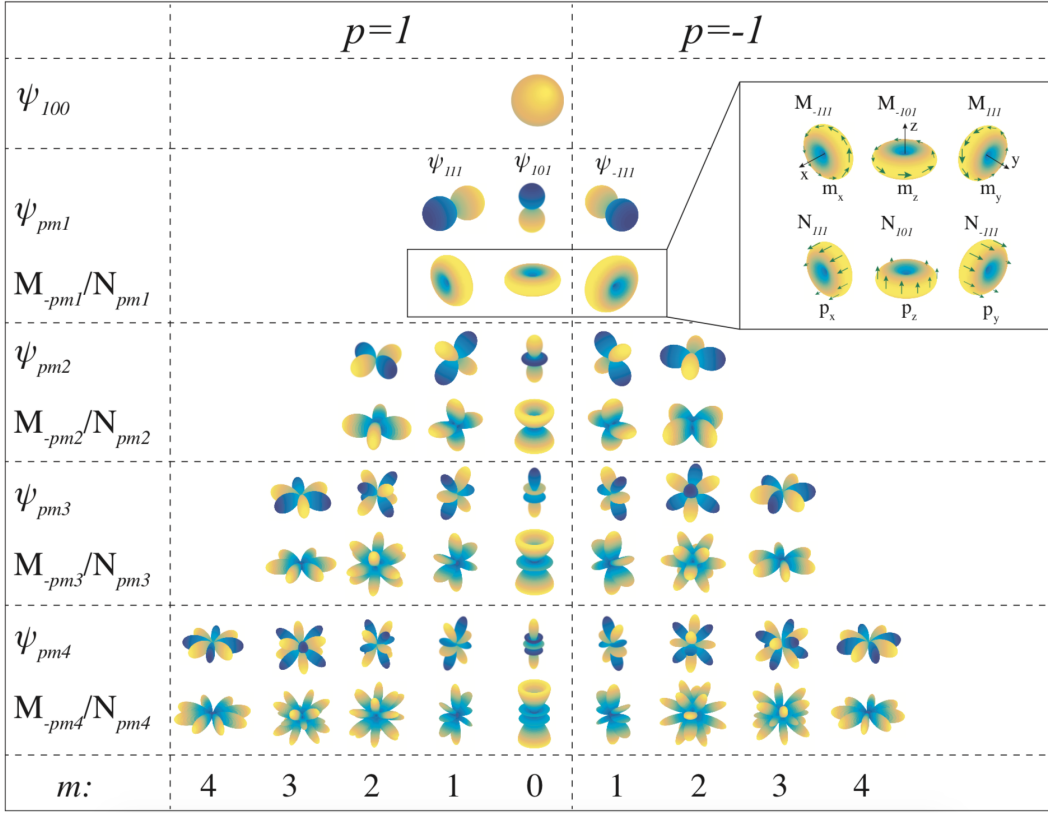 p=1 p=-1
ψ100
M-111 M-101 M111
z
x y
mx mz my
N111 N101 N-111
px pz py
ψ111 ψ101 ψ-111
ψpm1
M-pm1/Npm1
ψpm2
M-pm2/Npm2
ψpm3
M-pm3/Npm3
ψpm4
M-pm4/Npm4
m: 4 3 2 1 0 1 2 3 4